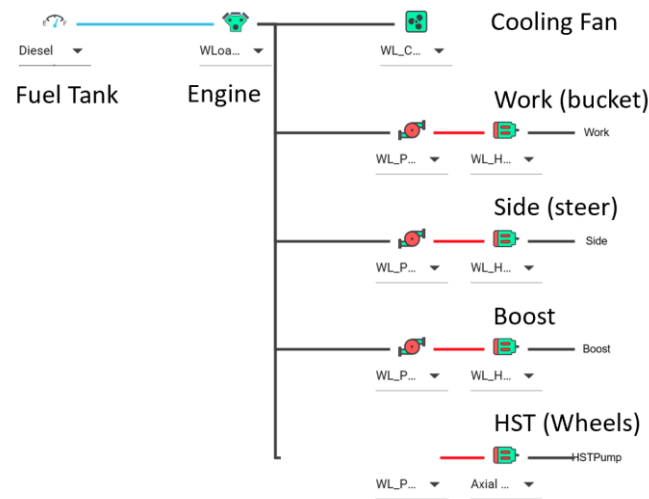 Cooling Fan
Diesel WLoa... WL_C...
Fuel Tank Engine
Work (bucket)
Work
WL_P... WL_H...
Side (steer)
Side
WL_P... WL_H...
Boost
Boost
WL_P... WL_H...
HST (Wheels)
HSTPump
WL_P... Axial ...